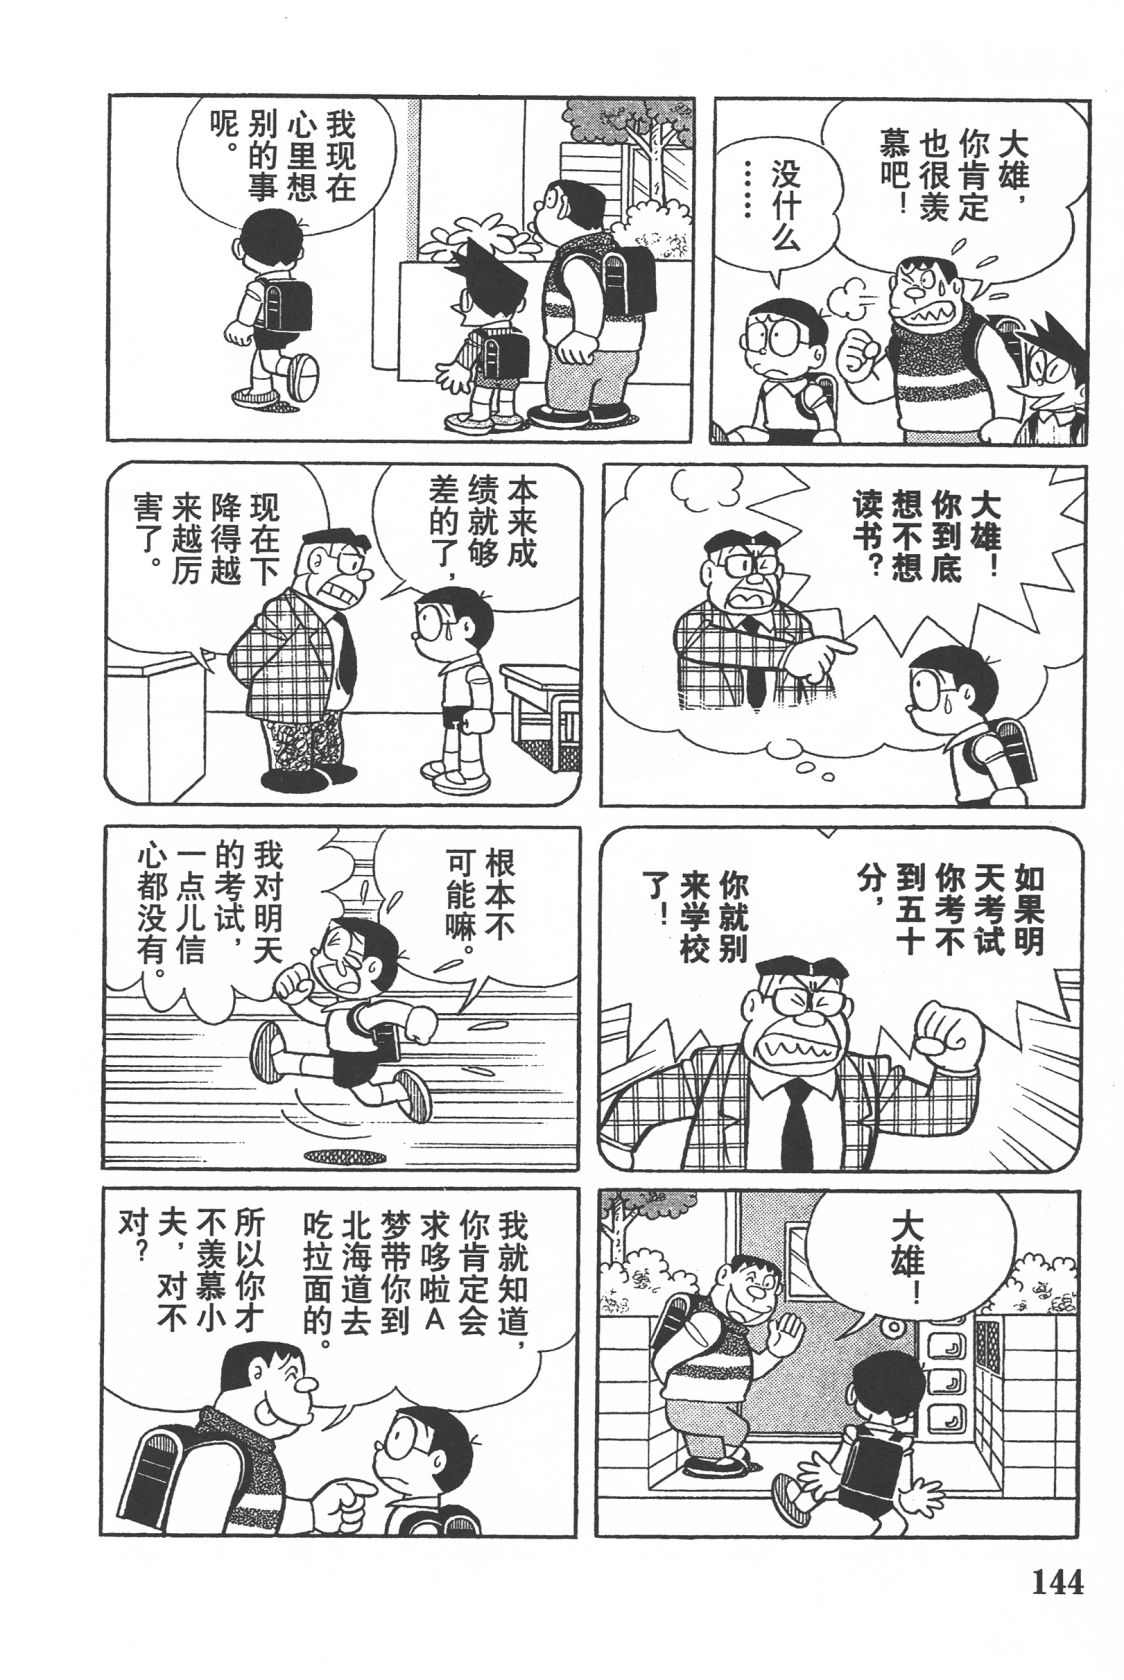 大雄，
你肯定
也很羡
慕吧！
没什么
……
我现在
心里想
别的事
呢。
大雄！
你到底
想不想
读书？
本来成
绩就够
差的了，
现在下
降得越
来越厉
害了。
如果明
天考试
你考不
到五十
分，
你就别
来学校
了！
根本不
可能嘛。
我对明天
的考试，
一点儿信
心都没有。
大雄！
我就知道，
你肯定会
求哆啦A
梦带你到
北海道去
吃拉面的。
所以你才
不羡慕小
夫，对不
对？
144